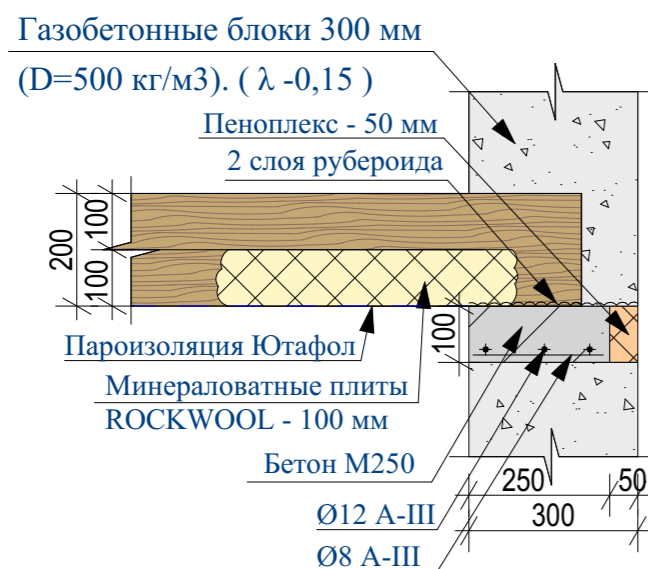 Газобетонные блоки 300 мм
(D=500 кг/м3). ( λ -0,15 )
Пеноплекс - 50 мм
2 слоя рубероида
200
100
100
100
Пароизоляция Ютафол
Минераловатные плиты
ROCKWOOL - 100 мм
Бетон М250
250
50
300
Ø12 А-III
Ø8 А-III